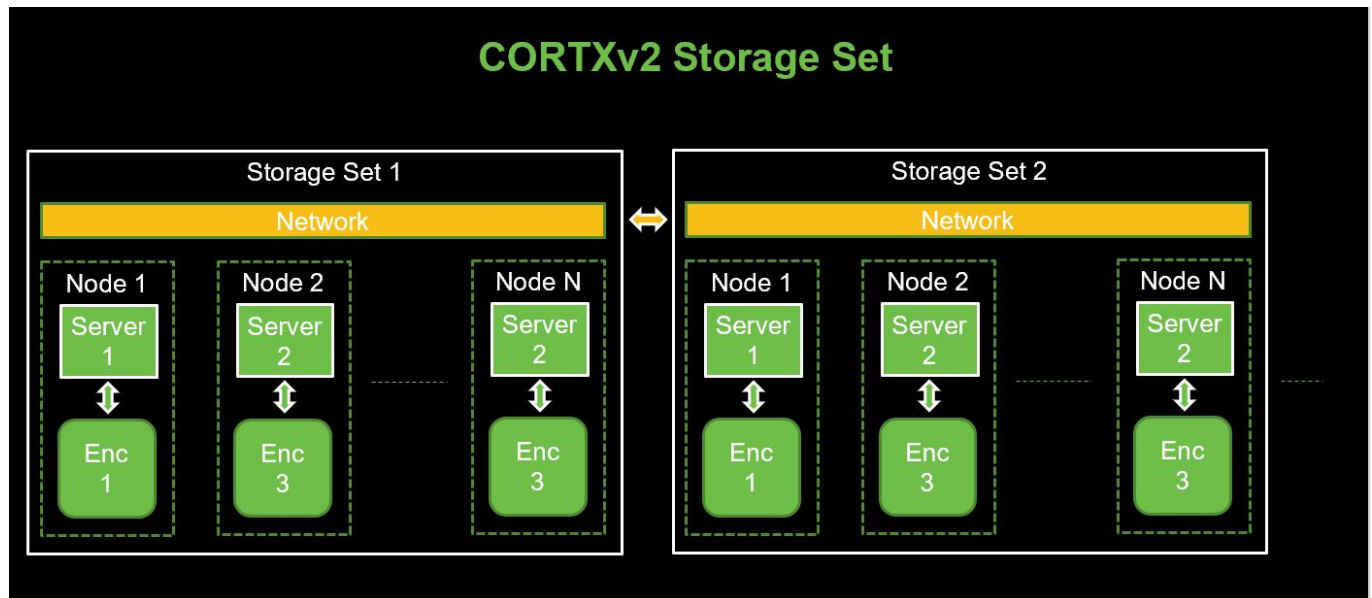 CORTXv2 Storage Set
Storage Set 1
Network
Node 1
Server
1
Enc
1
Node 2
Server
2
Enc
3
Node N
Server
2
Enc
3
Storage Set 2
Network
Node 1
Server
1
Enc
1
Node 2
Server
2
Enc
3
Node N
Server
2
Enc
3